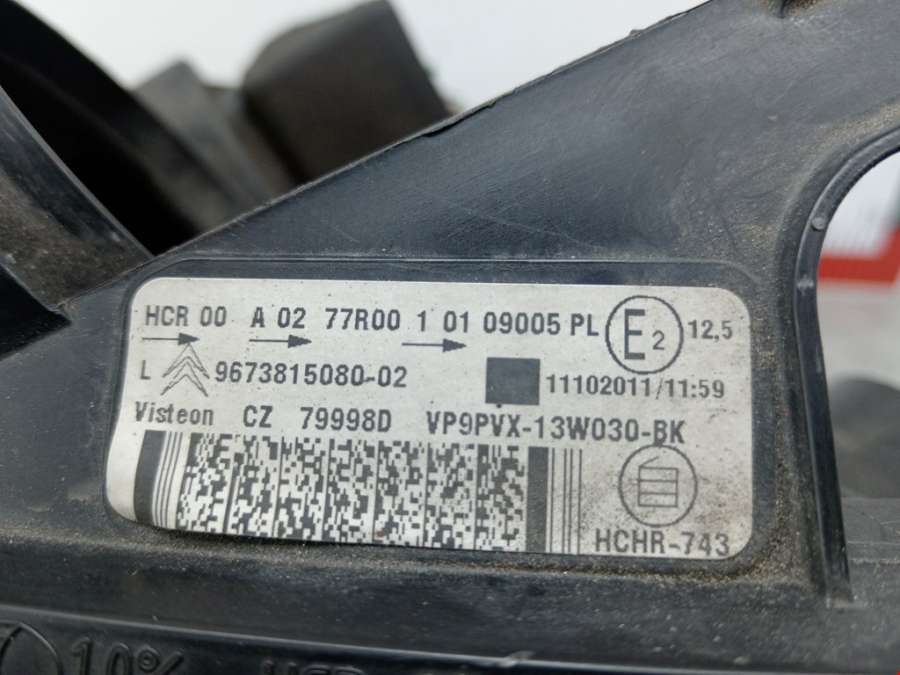 HCR 00 A 02 77R00 1 01 09005 PL E2 12,5
L 9673815080-02 11102011/11:59
Visteon CZ 79998D VP9PVX-13W030-BK
HCHR-743
10%